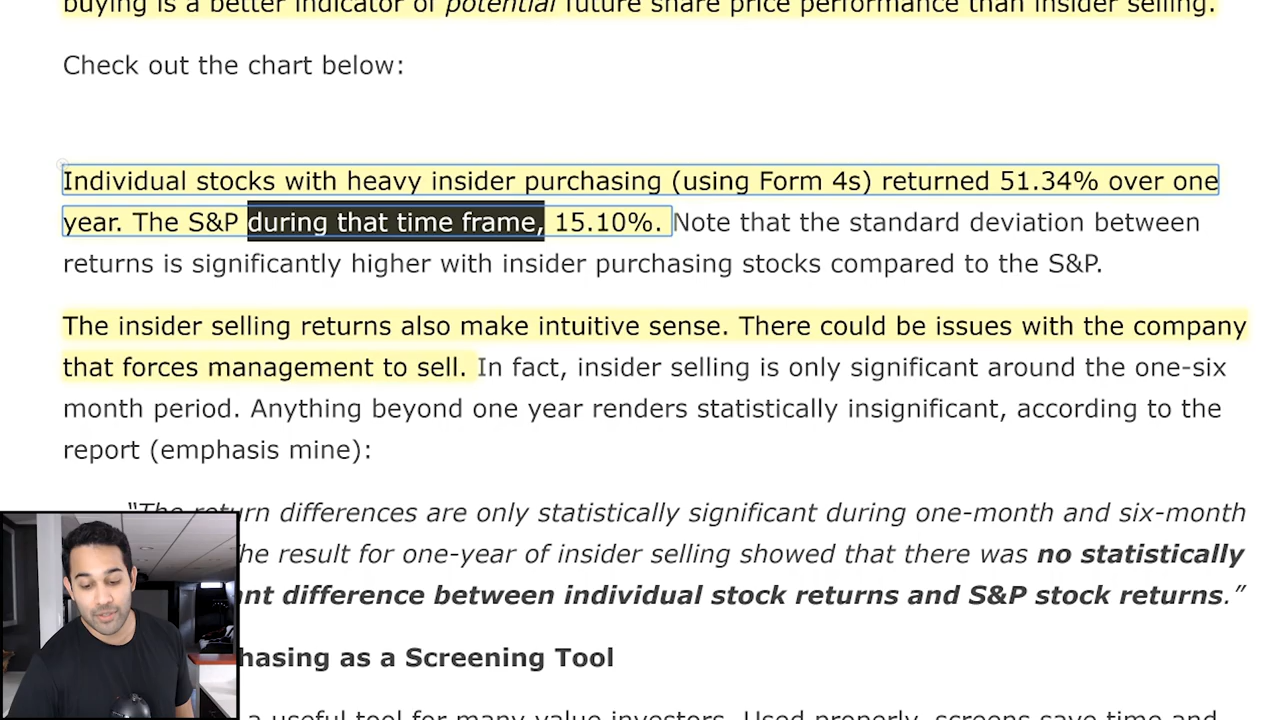 buying is a better indicator of potential future share price performance than insider selling.
Check out the chart below:
Individual stocks with heavy insider purchasing (using Form 4s) returned 51.34% over one
year. The S&P during that time frame, 15.10%. Note that the standard deviation between
returns is significantly higher with insider purchasing stocks compared to the S&P.
The insider selling returns also make intuitive sense. There could be issues with the company
that forces management to sell. In fact, insider selling is only significant around the one-six
month period. Anything beyond one year renders statistically insignificant, according to the
report (emphasis mine):
“The return differences are only statistically significant during one-month and six-month
he result for one-year of insider selling showed that there was no statistically
ant difference between individual stock returns and S&P stock returns.”
hasing as a Screening Tool
a useful tool for many value investors. Used properly, screens save time and